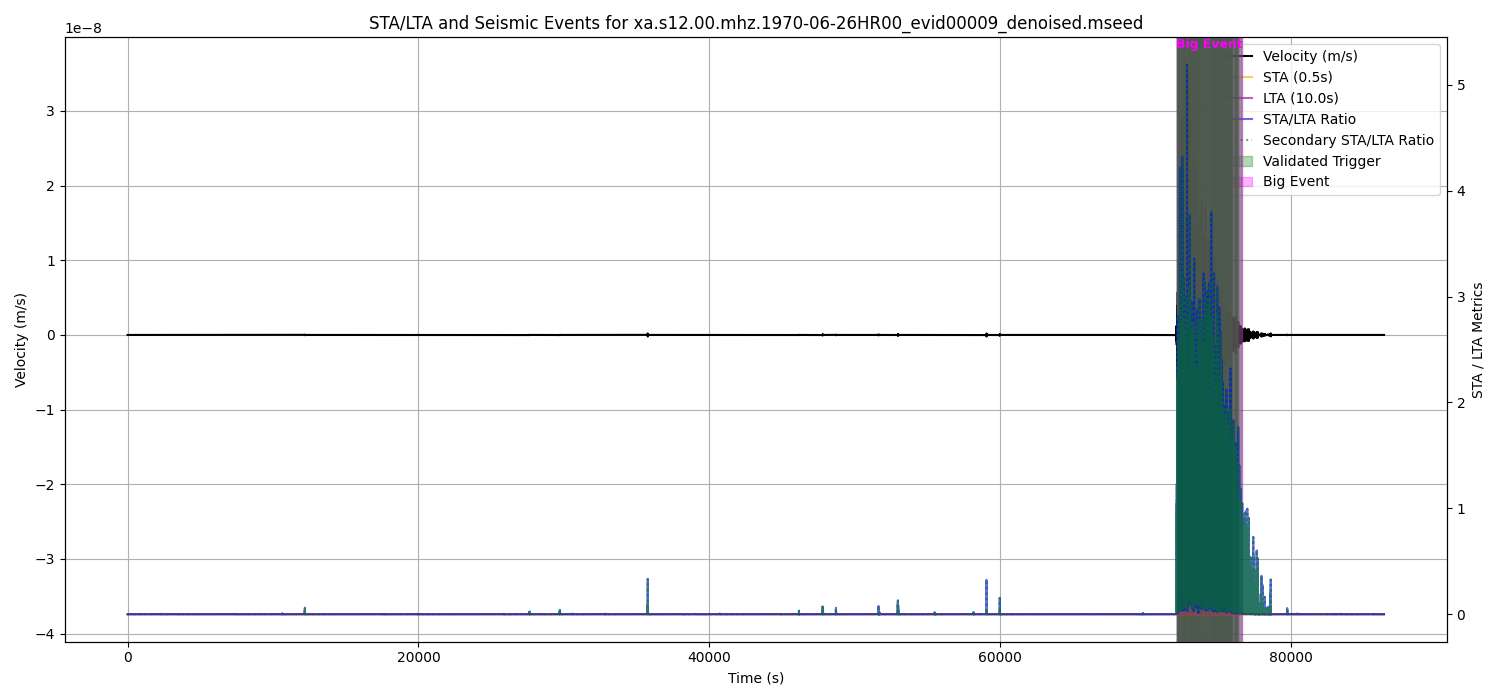 STA/LTA and Seismic Events for xa.s12.00.mhz.1970-06-26HR00_evid00009_denoised.mseed
1e−8
Big Event
Velocity (m/s)
STA (0.5s)
LTA (10.0s)
STA/LTA Ratio
Secondary STA/LTA Ratio
Validated Trigger
Big Event
3
2
1
0
−1
−2
−3
−4
Velocity (m/s)
5
4
3
2
1
0
STA / LTA Metrics
0
20000
40000
60000
80000
Time (s)